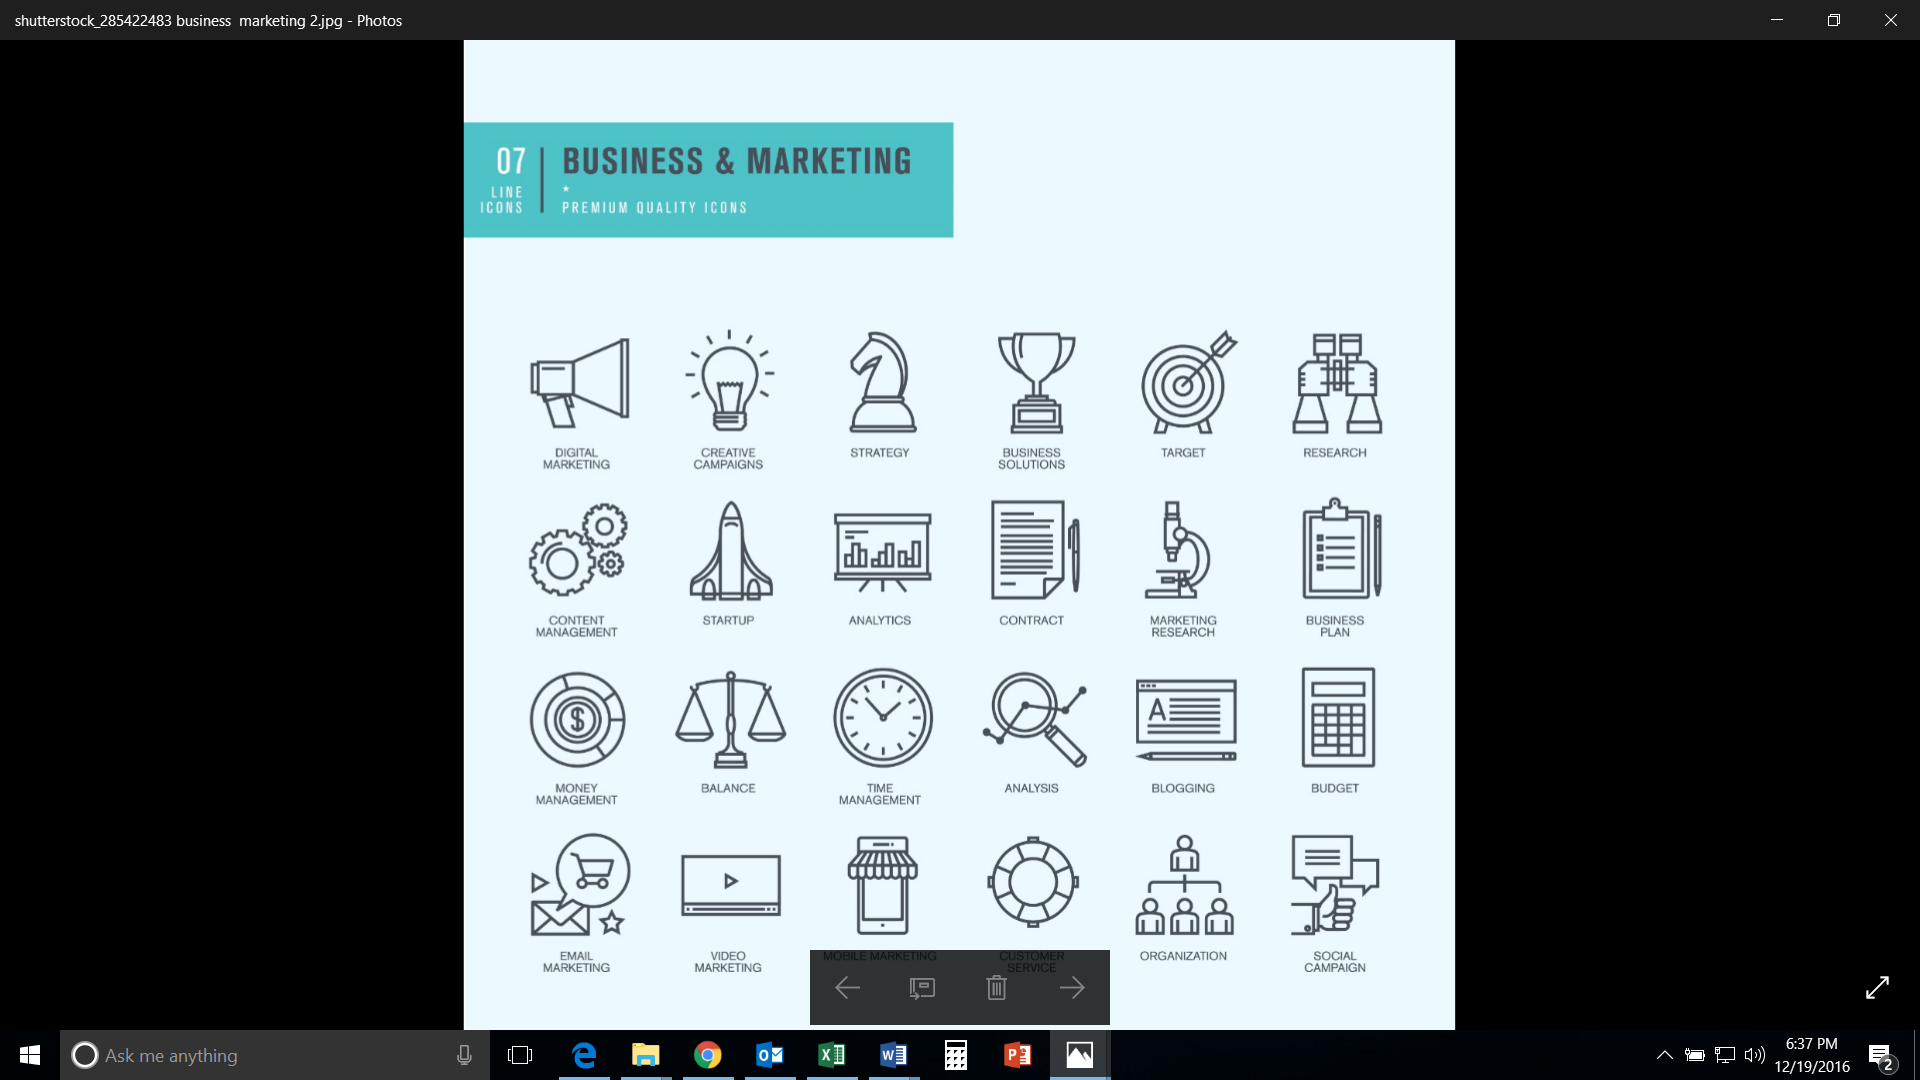 shutterstock_285422483 business  marketing 2.jpg - Photos
07
LINE
ICONS
BUSINESS & MARKETING
PREMIUM QUALITY ICONS
DIGITAL
MARKETING
CREATIVE
CAMPAIGNS
STRATEGY
BUSINESS
SOLUTIONS
TARGET
RESEARCH
CONTENT
MANAGEMENT
STARTUP
ANALYTICS
CONTRACT
MARKETING
RESEARCH
BUSINESS
PLAN
$
MONEY
MANAGEMENT
BALANCE
TIME
MANAGEMENT
ANALYSIS
A
BLOGGING
BUDGET
EMAIL
MARKETING
VIDEO
MARKETING
MOBILE MARKETING
CUSTOMER
SERVICE
ORGANIZATION
SOCIAL
CAMPAIGN
Ask me anything
6:37 PM
12/19/2016
2